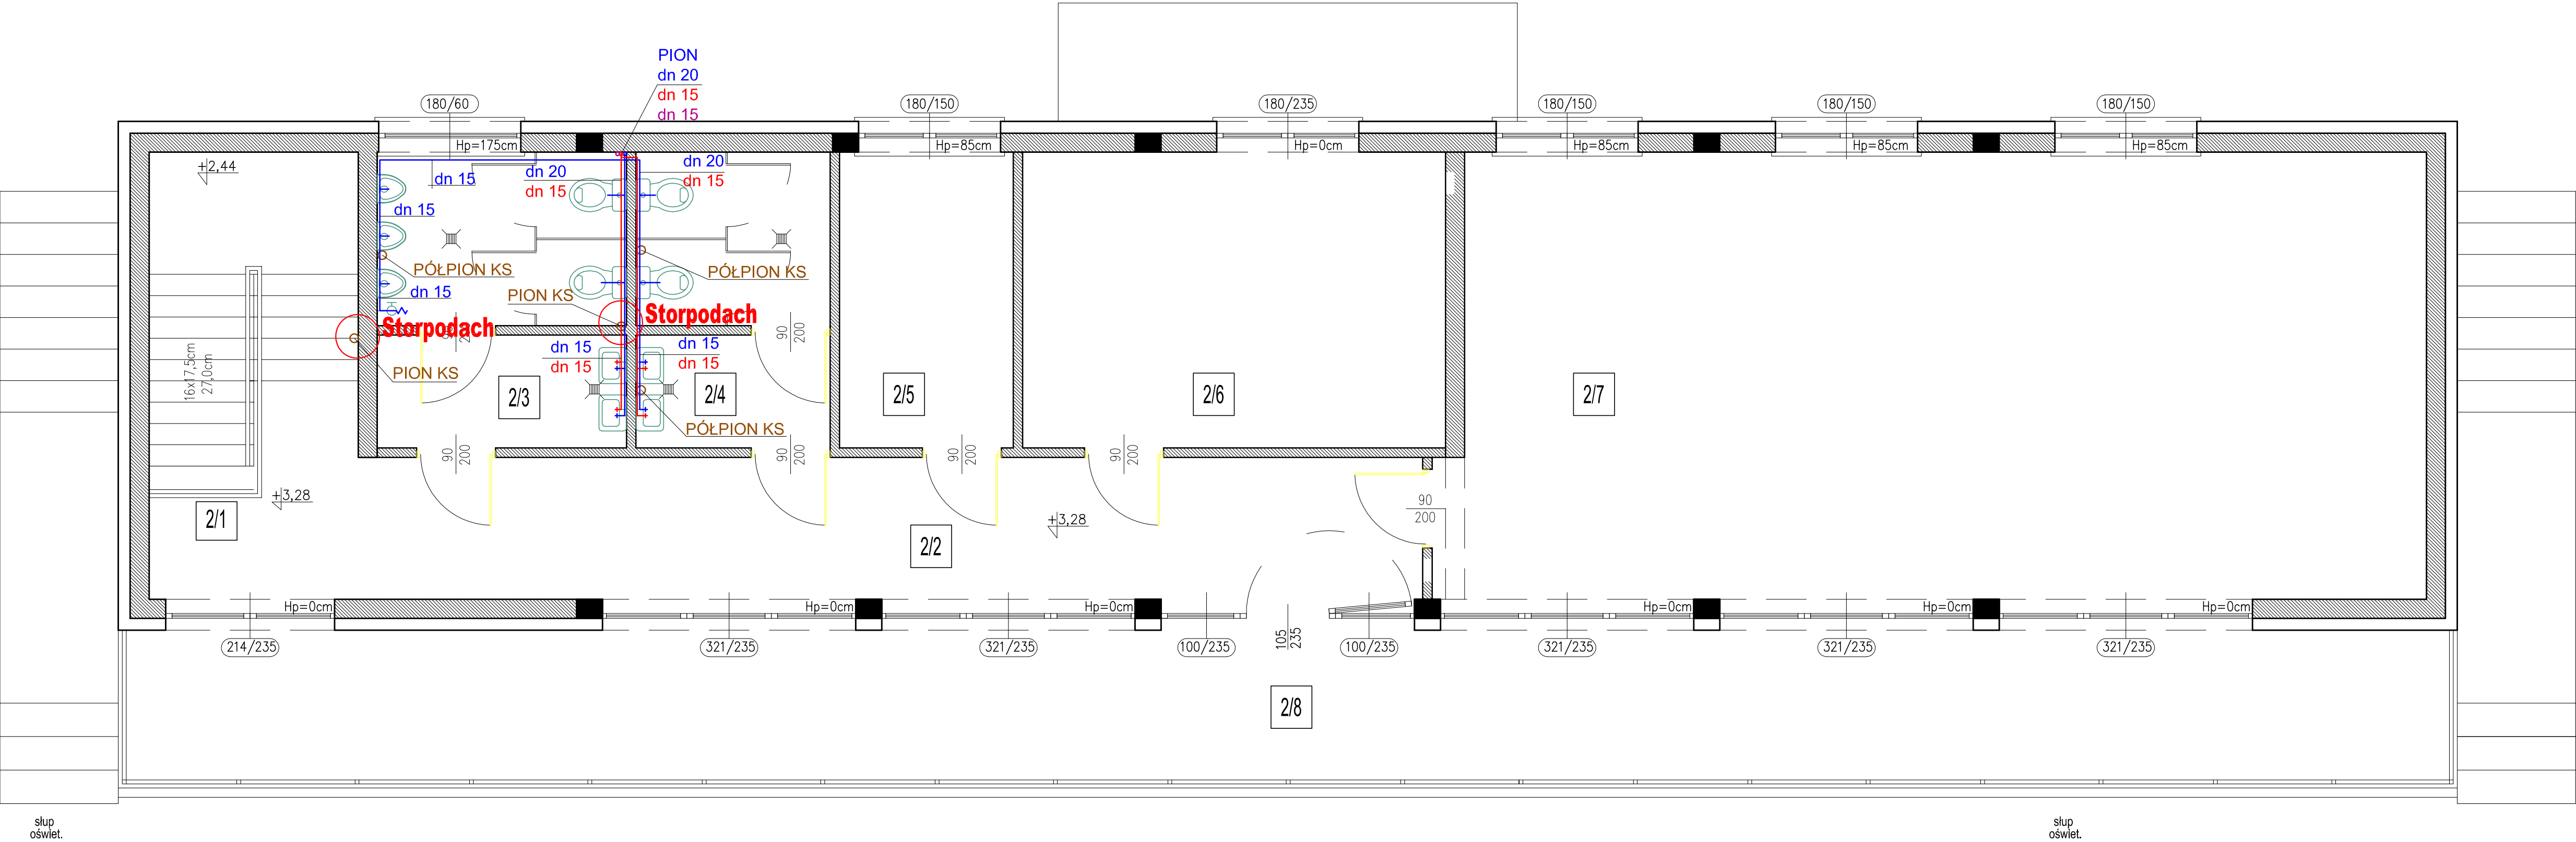 PION
dn 20
dn 15
dn 15
180/60
180/150
180/235
180/150
180/150
180/150
Hp=175cm
Hp=85cm
Hp=0cm
Hp=85cm
Hp=85cm
Hp=85cm
+2,44
dn 15
dn 20
dn 15
dn 20
dn 15
dn 15
PÓŁPION KS
PÓŁPION KS
dn 15
PION KS
Storpodach
Storpodach
90
200
90
200
16x17,5cm
27,0cm
PION KS
dn 15
dn 15
dn 15
dn 15
2/3
2/4
2/5
2/6
2/7
PÓŁPION KS
90
200
90
200
90
200
90
200
+3,28
2/1
90
200
+3,28
2/2
Hp=0cm
Hp=0cm
Hp=0cm
Hp=0cm
Hp=0cm
Hp=0cm
214/235
321/235
321/235
100/235
105
235
100/235
321/235
321/235
321/235
2/8
słup
oświet.
słup
oświet.